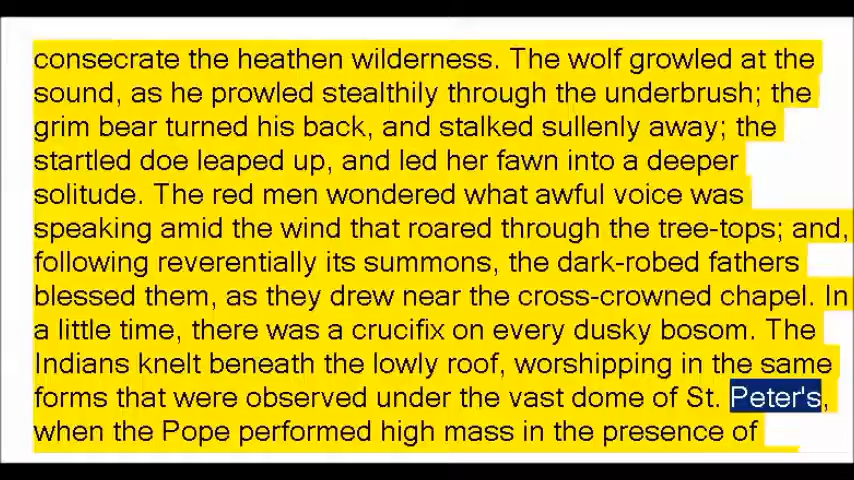 consecrate the heathen wilderness. The wolf growled at the
sound, as he prowled stealthily through the underbrush; the
grim bear turned his back, and stalked sullenly away; the
startled doe leaped up, and led her fawn into a deeper
solitude. The red men wondered what awful voice was
speaking amid the wind that roared through the tree-tops; and,
following reverentially its summons, the dark-robed fathers
blessed them, as they drew near the cross-crowned chapel. In
a little time, there was a crucifix on every dusky bosom. The
Indians knelt beneath the lowly roof, worshipping in the same
forms that were observed under the vast dome of St. Peter's,
when the Pope performed high mass in the presence of